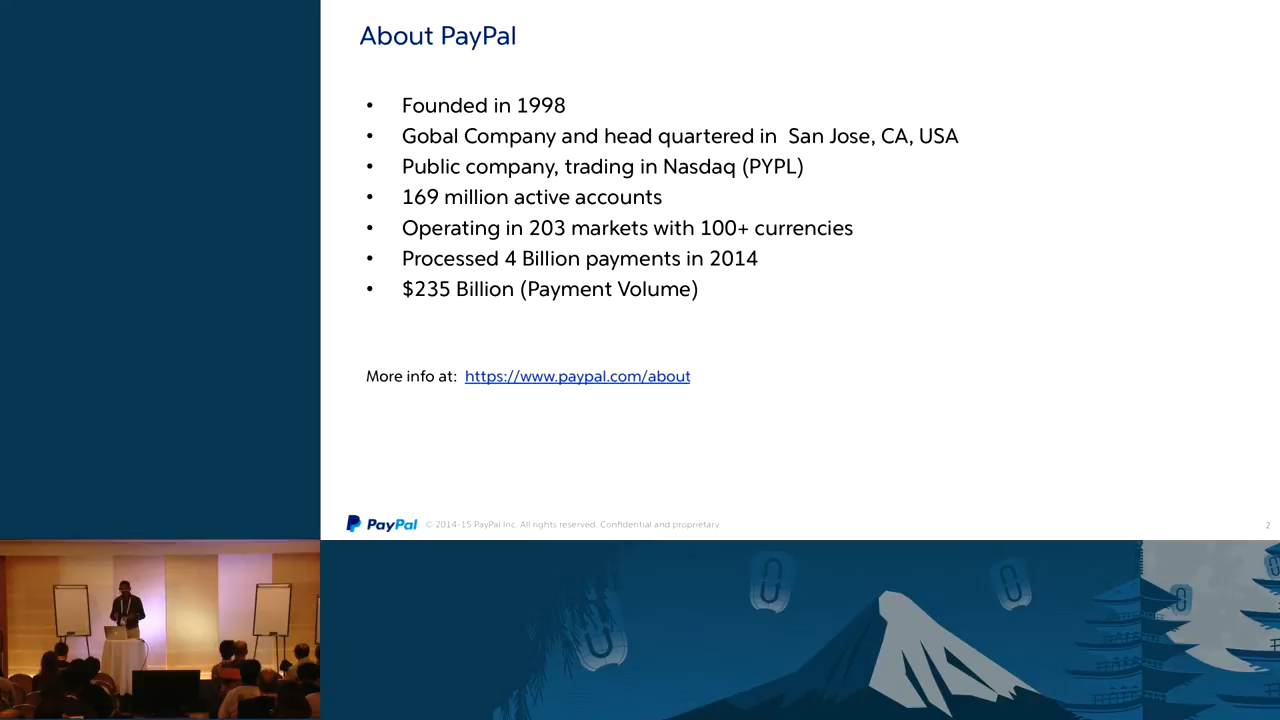 About PayPal
• Founded in 1998
• Gobal Company and head quartered in San Jose, CA, USA
• Public company, trading in Nasdaq (PYPL)
• 169 million active accounts
• Operating in 203 markets with 100+ currencies
• Processed 4 Billion payments in 2014
• $235 Billion (Payment Volume)
More info at: https://www.paypal.com/about
PayPal © 2014-15 PayPal Inc. All rights reserved. Confidential and proprietary. 2